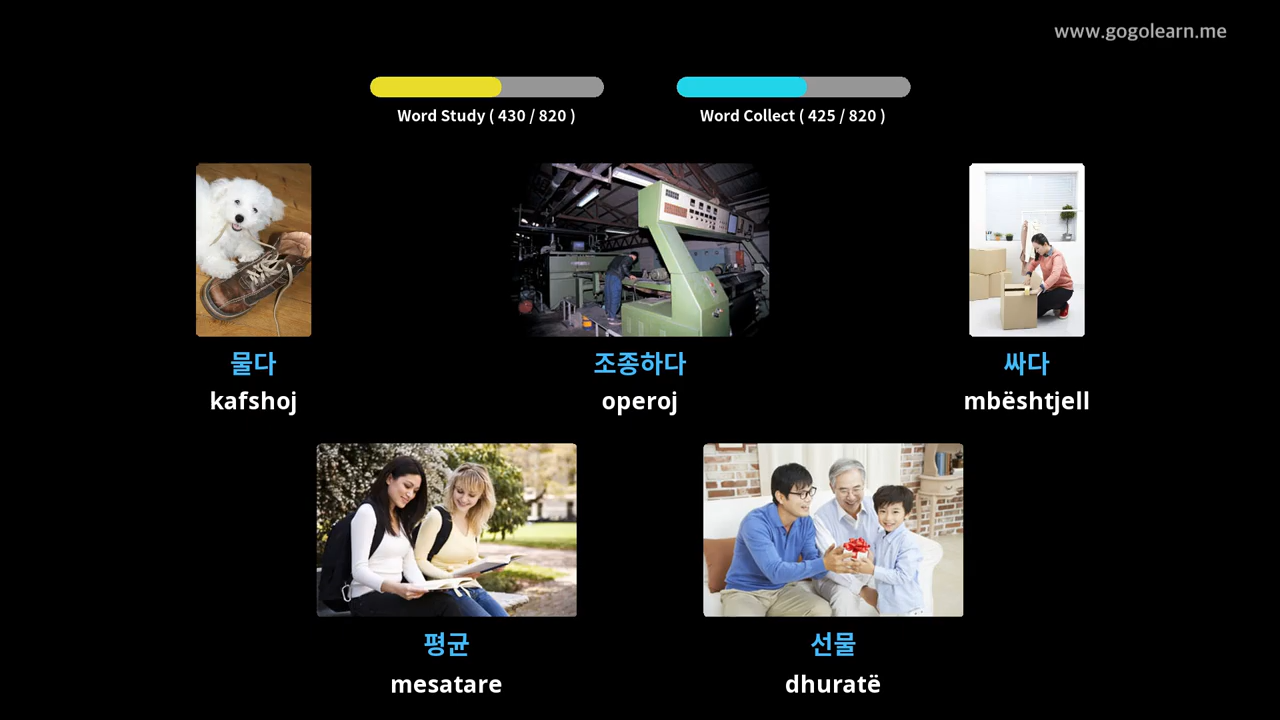 www.gogolearn.me
Word Study ( 430 / 820 )
Word Collect ( 425 / 820 )
물다
kafshoj
조종하다
operoj
싸다
mbështjell
평균
mesatare
선물
dhuratë